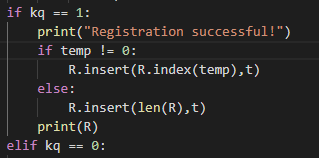 if kq == 1:
    print("Registration successful!")
    if temp != 0:
        R.insert(R.index(temp),t)
    else:
        R.insert(len(R),t)
    print(R)
elif kq == 0: